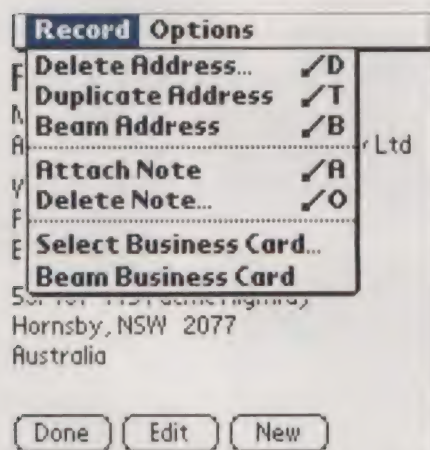 Record Options
Delete Address... /D
Duplicate Address /T
Beam Address /B
Ltd
Attach Note /A
Delete Note... /O
Select Business Card...
Beam Business Card
Hornsby, NSW 2077
Australia
Done Edit New